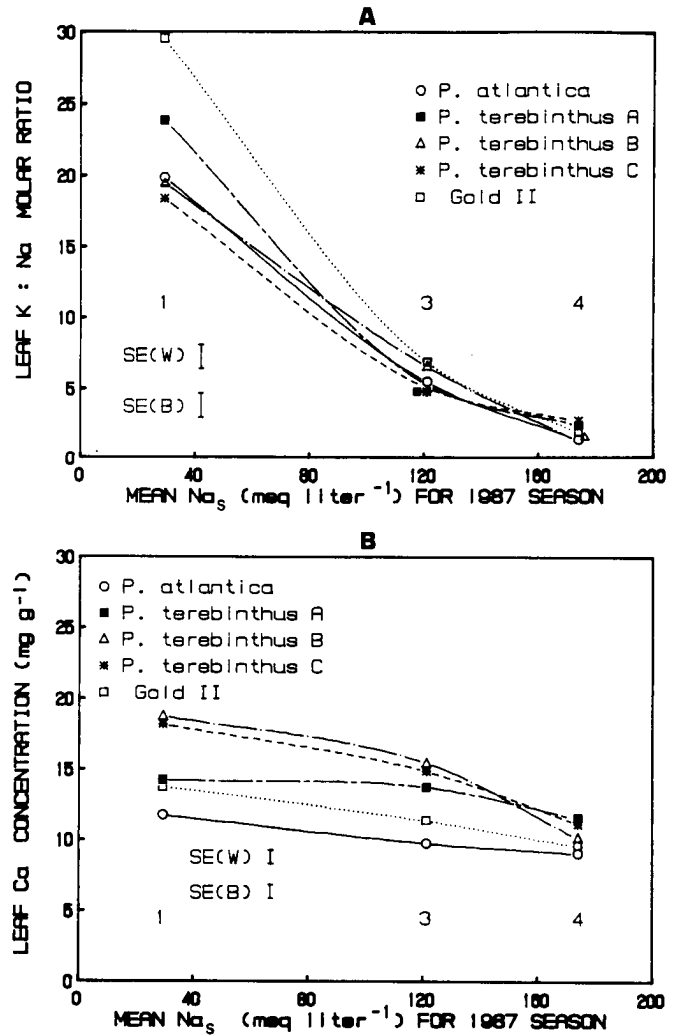 A
30
25
20
15
10
5
0
LEAF K : Na MOLAR RATIO
○ P. atlantica
■ P. terebinthus A
△ P. terebinthus B
✱ P. terebinthus C
□ Gold II
1 3 4
SE(W)
SE(B)
0 40 80 120 160 200
MEAN Na_S (meq liter⁻¹) FOR 1987 SEASON
B
30
25
20
15
10
5
0
LEAF Ca CONCENTRATION (mg g⁻¹)
○ P. atlantica
■ P. terebinthus A
△ P. terebinthus B
✱ P. terebinthus C
□ Gold II
SE(W)
SE(B)
1 3 4
0 40 80 120 160 200
MEAN Na_S (meq liter⁻¹) FOR 1987 SEASON